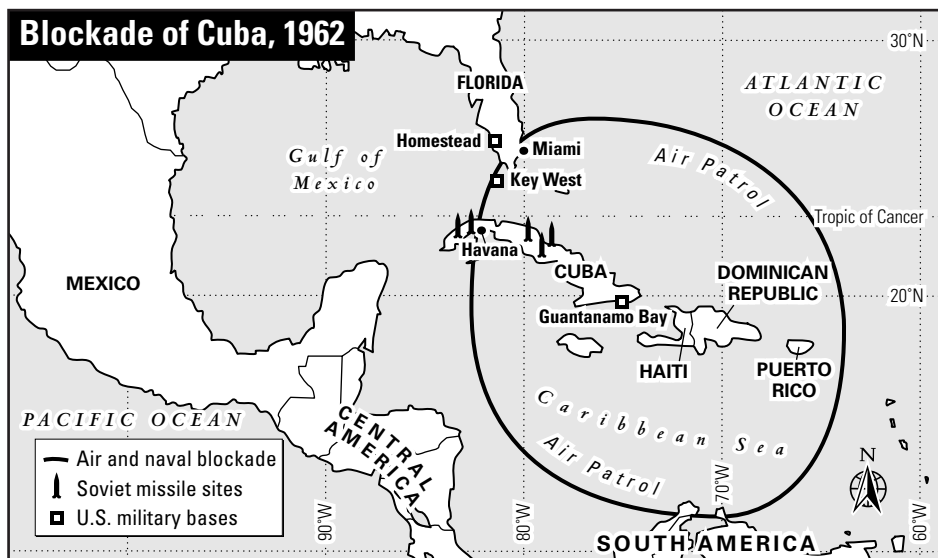 Blockade of Cuba, 1962
30°N
FLORIDA
ATLANTIC
OCEAN
Homestead
Miami
Gulf of
Mexico
Air Patrol
Key West
Tropic of Cancer
Havana
MEXICO
CUBA
DOMINICAN
REPUBLIC
20°N
Guantanamo Bay
HAITI
PUERTO
RICO
Caribbean Sea
PACIFIC OCEAN
CENTRAL
AMERICA
Air Patrol
Air and naval blockade
Soviet missile sites
U.S. military bases
N
90°W
80°W
70°W
60°W
SOUTH AMERICA